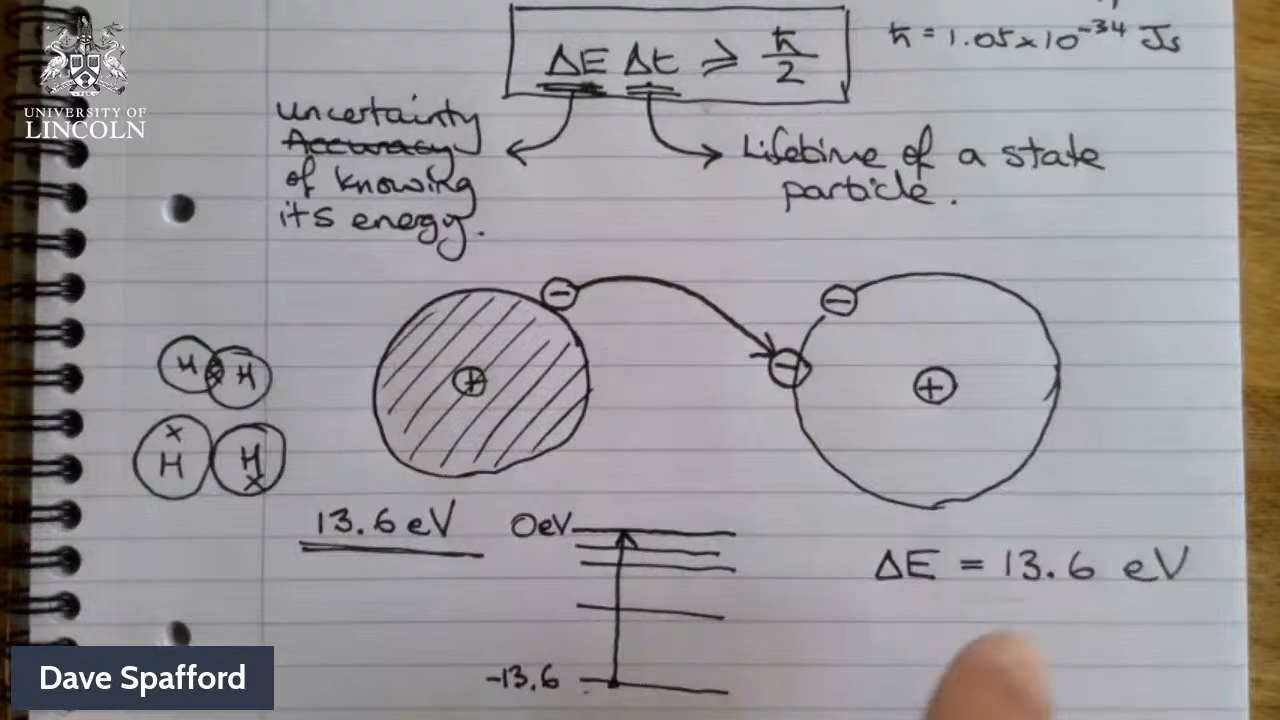 UNIVERSITY OF
LINCOLN
ΔE Δt ⩾ ħ/2
ħ = 1.05 x 10⁻³⁴ Js
uncertainty
Accuracy
of knowing
its energy.
Lifetime of a state
particle.
−
−
−
+
+
H
H
H
H
13.6 eV
0eV
-13.6
ΔE = 13.6 eV
Dave Spafford